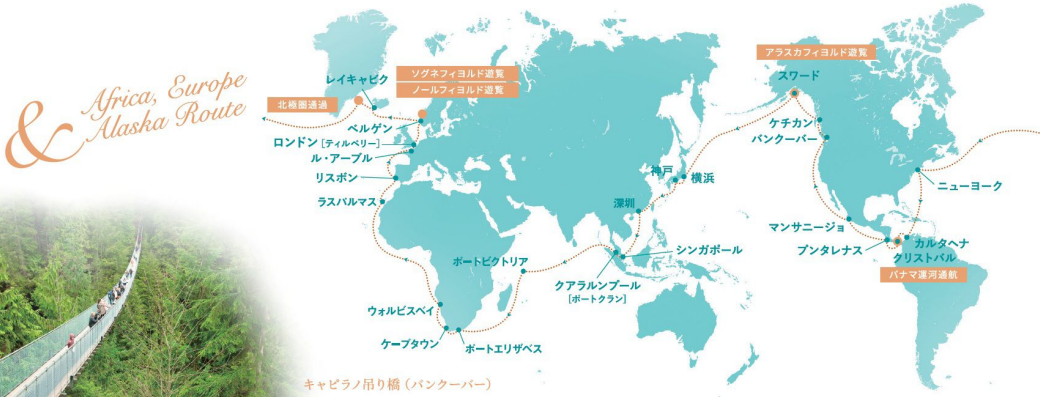 & Africa, Europe
Alaska Route
レイキャビク
北極圏通過
ソグネフィヨルド遊覧
ノールフィヨルド遊覧
ベルゲン
ロンドン [ティルベリー]
ル・アーブル
リスボン
ラスパルマス
ポートビクトリア
ウォルビスベイ
ケープタウン
ポートエリザベス
神戸
横浜
深圳
シンガポール
クアラルンプール
[ポートクラン]
アラスカフィヨルド遊覧
スワード
ケチカン
バンクーバー
ニューヨーク
マンサニージョ
プンタレナス
カルタヘナ
クリストバル
パナマ運河通航
キャピラノ吊り橋（バンクーバー）